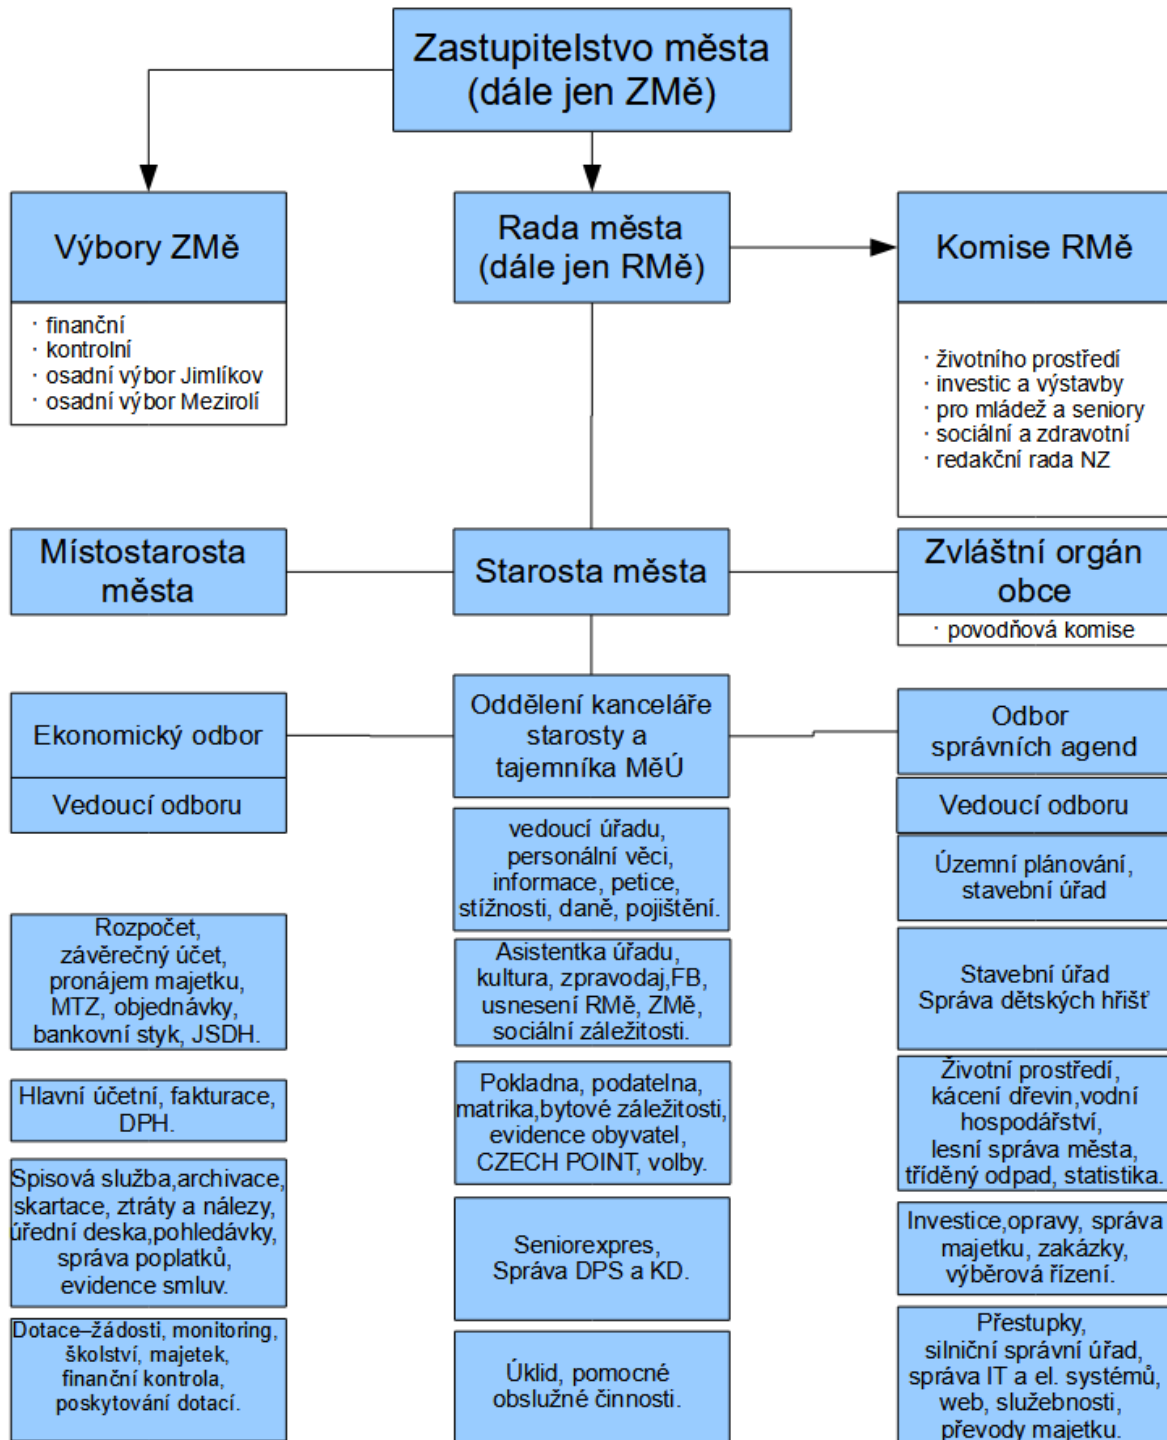 Zastupitelstvo města
(dále jen ZMě)
Výbory ZMě
· finanční
· kontrolní
· osadní výbor Jimlíkov
· osadní výbor Mezirolí
Rada města
(dále jen RMě)
Komise RMě
· životního prostředí
· investic a výstavby
· pro mládež a seniory
· sociální a zdravotní
· redakční rada NZ
Místostarosta
města
Starosta města
Zvláštní orgán
obce
· povodňová komise
Ekonomický odbor
Vedoucí odboru
Rozpočet,
závěrečný účet,
pronájem majetku,
MTZ, objednávky,
bankovní styk, JSDH.
Hlavní účetní, fakturace,
DPH.
Spisová služba,archivace,
skartace, ztráty a nálezy,
úřední deska,pohledávky,
správa poplatků,
evidence smluv.
Dotace–žádosti, monitoring,
školství, majetek,
finanční kontrola,
poskytování dotací.
Oddělení kanceláře
starosty a
tajemníka MěÚ
vedoucí úřadu,
personální věci,
informace, petice,
stížnosti, daně, pojištění.
Asistentka úřadu,
kultura, zpravodaj,FB,
usnesení RMě, ZMě,
sociální záležitosti.
Pokladna, podatelna,
matrika,bytové záležitosti,
evidence obyvatel,
CZECH POINT, volby.
Seniorexpres,
Správa DPS a KD.
Úklid, pomocné
obslužné činnosti.
Odbor
správních agend
Vedoucí odboru
Územní plánování,
stavební úřad
Stavební úřad
Správa dětských hřišť
Životní prostředí,
kácení dřevin,vodní
hospodářství,
lesní správa města,
tříděný odpad, statistika.
Investice,opravy, správa
majetku, zakázky,
výběrová řízení.
Přestupky,
silniční správní úřad,
správa IT a el. systémů,
web, služebnosti,
převody majetku.